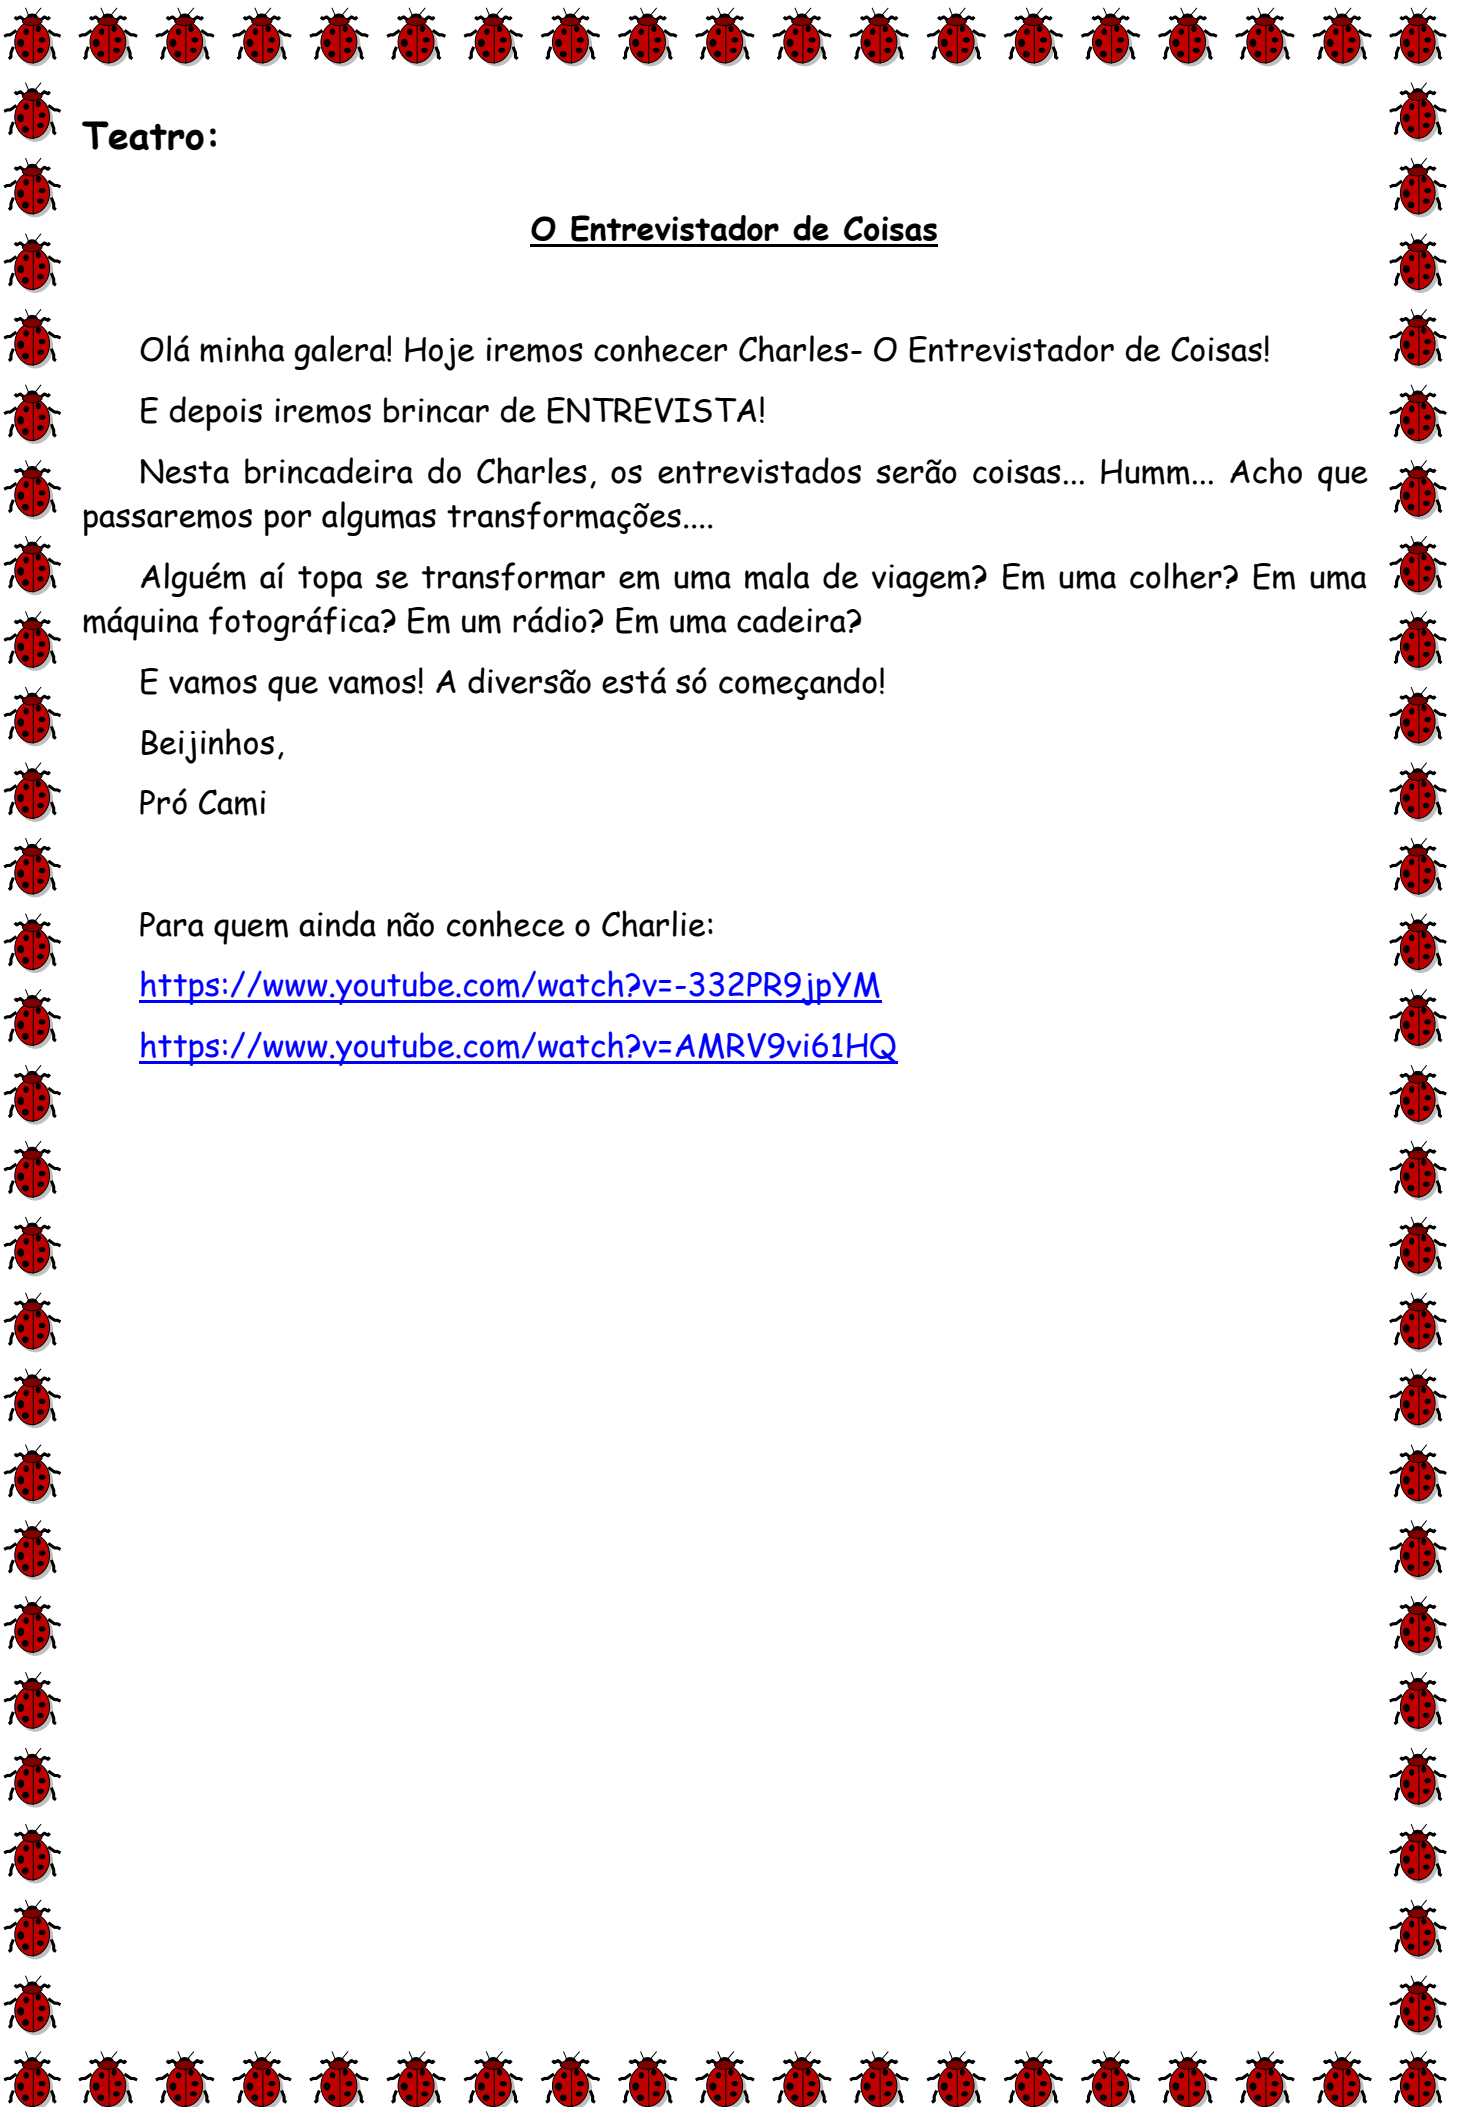 Teatro:
O Entrevistador de Coisas
Olá minha galera! Hoje iremos conhecer Charles- O Entrevistador de Coisas!
E depois iremos brincar de ENTREVISTA!
Nesta brincadeira do Charles, os entrevistados serão coisas... Humm... Acho que
passaremos por algumas transformações....
Alguém aí topa se transformar em uma mala de viagem? Em uma colher? Em uma
máquina fotográfica? Em um rádio? Em uma cadeira?
E vamos que vamos! A diversão está só começando!
Beijinhos,
Pró Cami
Para quem ainda não conhece o Charlie:
https://www.youtube.com/watch?v=-332PR9jpYM
https://www.youtube.com/watch?v=AMRV9vi61HQ